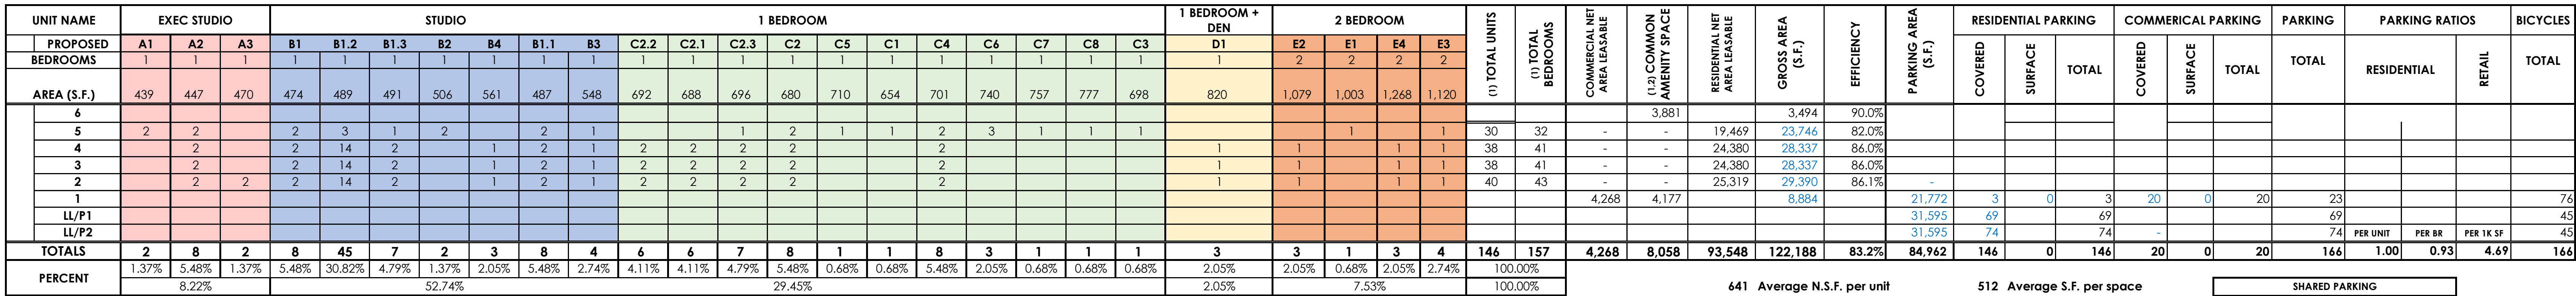 UNIT NAME EXEC STUDIO STUDIO 1 BEDROOM 1 BEDROOM + DEN 2 BEDROOM (1) TOTAL UNITS (1) TOTAL BEDROOMS COMMERCIAL NET AREA LEASABLE (1,2) COMMON AMENITY SPACE RESIDENTIAL NET AREA LEASABLE GROSS AREA (S.F.) EFFICIENCY PARKING AREA (S.F.) RESIDENTIAL PARKING COMMERICAL PARKING PARKING PARKING RATIOS BICYCLES
PROPOSED A1 A2 A3 B1 B1.2 B1.3 B2 B4 B1.1 B3 C2.2 C2.1 C2.3 C2 C5 C1 C4 C6 C7 C8 C3 D1 E2 E1 E4 E3 COVERED SURFACE TOTAL COVERED SURFACE TOTAL TOTAL RESIDENTIAL RETAIL TOTAL
BEDROOMS 1 1 1 1 1 1 1 1 1 1 1 1 1 1 1 1 1 1 1 1 1 1 2 2 2 2
AREA (S.F.) 439 447 470 474 489 491 506 561 487 548 692 688 696 680 710 654 701 740 757 777 698 820 1,079 1,003 1,268 1,120
6 3,881 3,494 90.0%
5 2 2 2 3 1 2 2 1 1 2 1 1 2 3 1 1 1 1 1 30 32 - - 19,469 23,746 82.0%
4 2 2 14 2 1 2 1 2 2 2 2 2 1 1 1 1 38 41 - - 24,380 28,337 86.0%
3 2 2 14 2 1 2 1 2 2 2 2 2 1 1 1 1 38 41 - - 24,380 28,337 86.0%
2 2 2 2 14 2 1 2 1 2 2 2 2 2 1 1 1 1 40 43 - - 25,319 29,390 86.1% -
1 4,268 4,177 8,884 21,772 3 0 3 20 0 20 23 76
LL/P1 31,595 69 69 69 45
LL/P2 31,595 74 74 - 74 PER UNIT PER BR PER 1K SF 45
TOTALS 2 8 2 8 45 7 2 3 8 4 6 6 7 8 1 1 8 3 1 1 1 3 3 1 3 4 146 157 4,268 8,058 93,548 122,188 83.2% 84,962 146 0 146 20 0 20 166 1.00 0.93 4.69 166
PERCENT 1.37% 5.48% 1.37% 5.48% 30.82% 4.79% 1.37% 2.05% 5.48% 2.74% 4.11% 4.11% 4.79% 5.48% 0.68% 0.68% 5.48% 2.05% 0.68% 0.68% 0.68% 2.05% 2.05% 0.68% 2.05% 2.74% 100.00%
8.22% 52.74% 29.45% 2.05% 7.53% 100.00% 641 Average N.S.F. per unit 512 Average S.F. per space SHARED PARKING